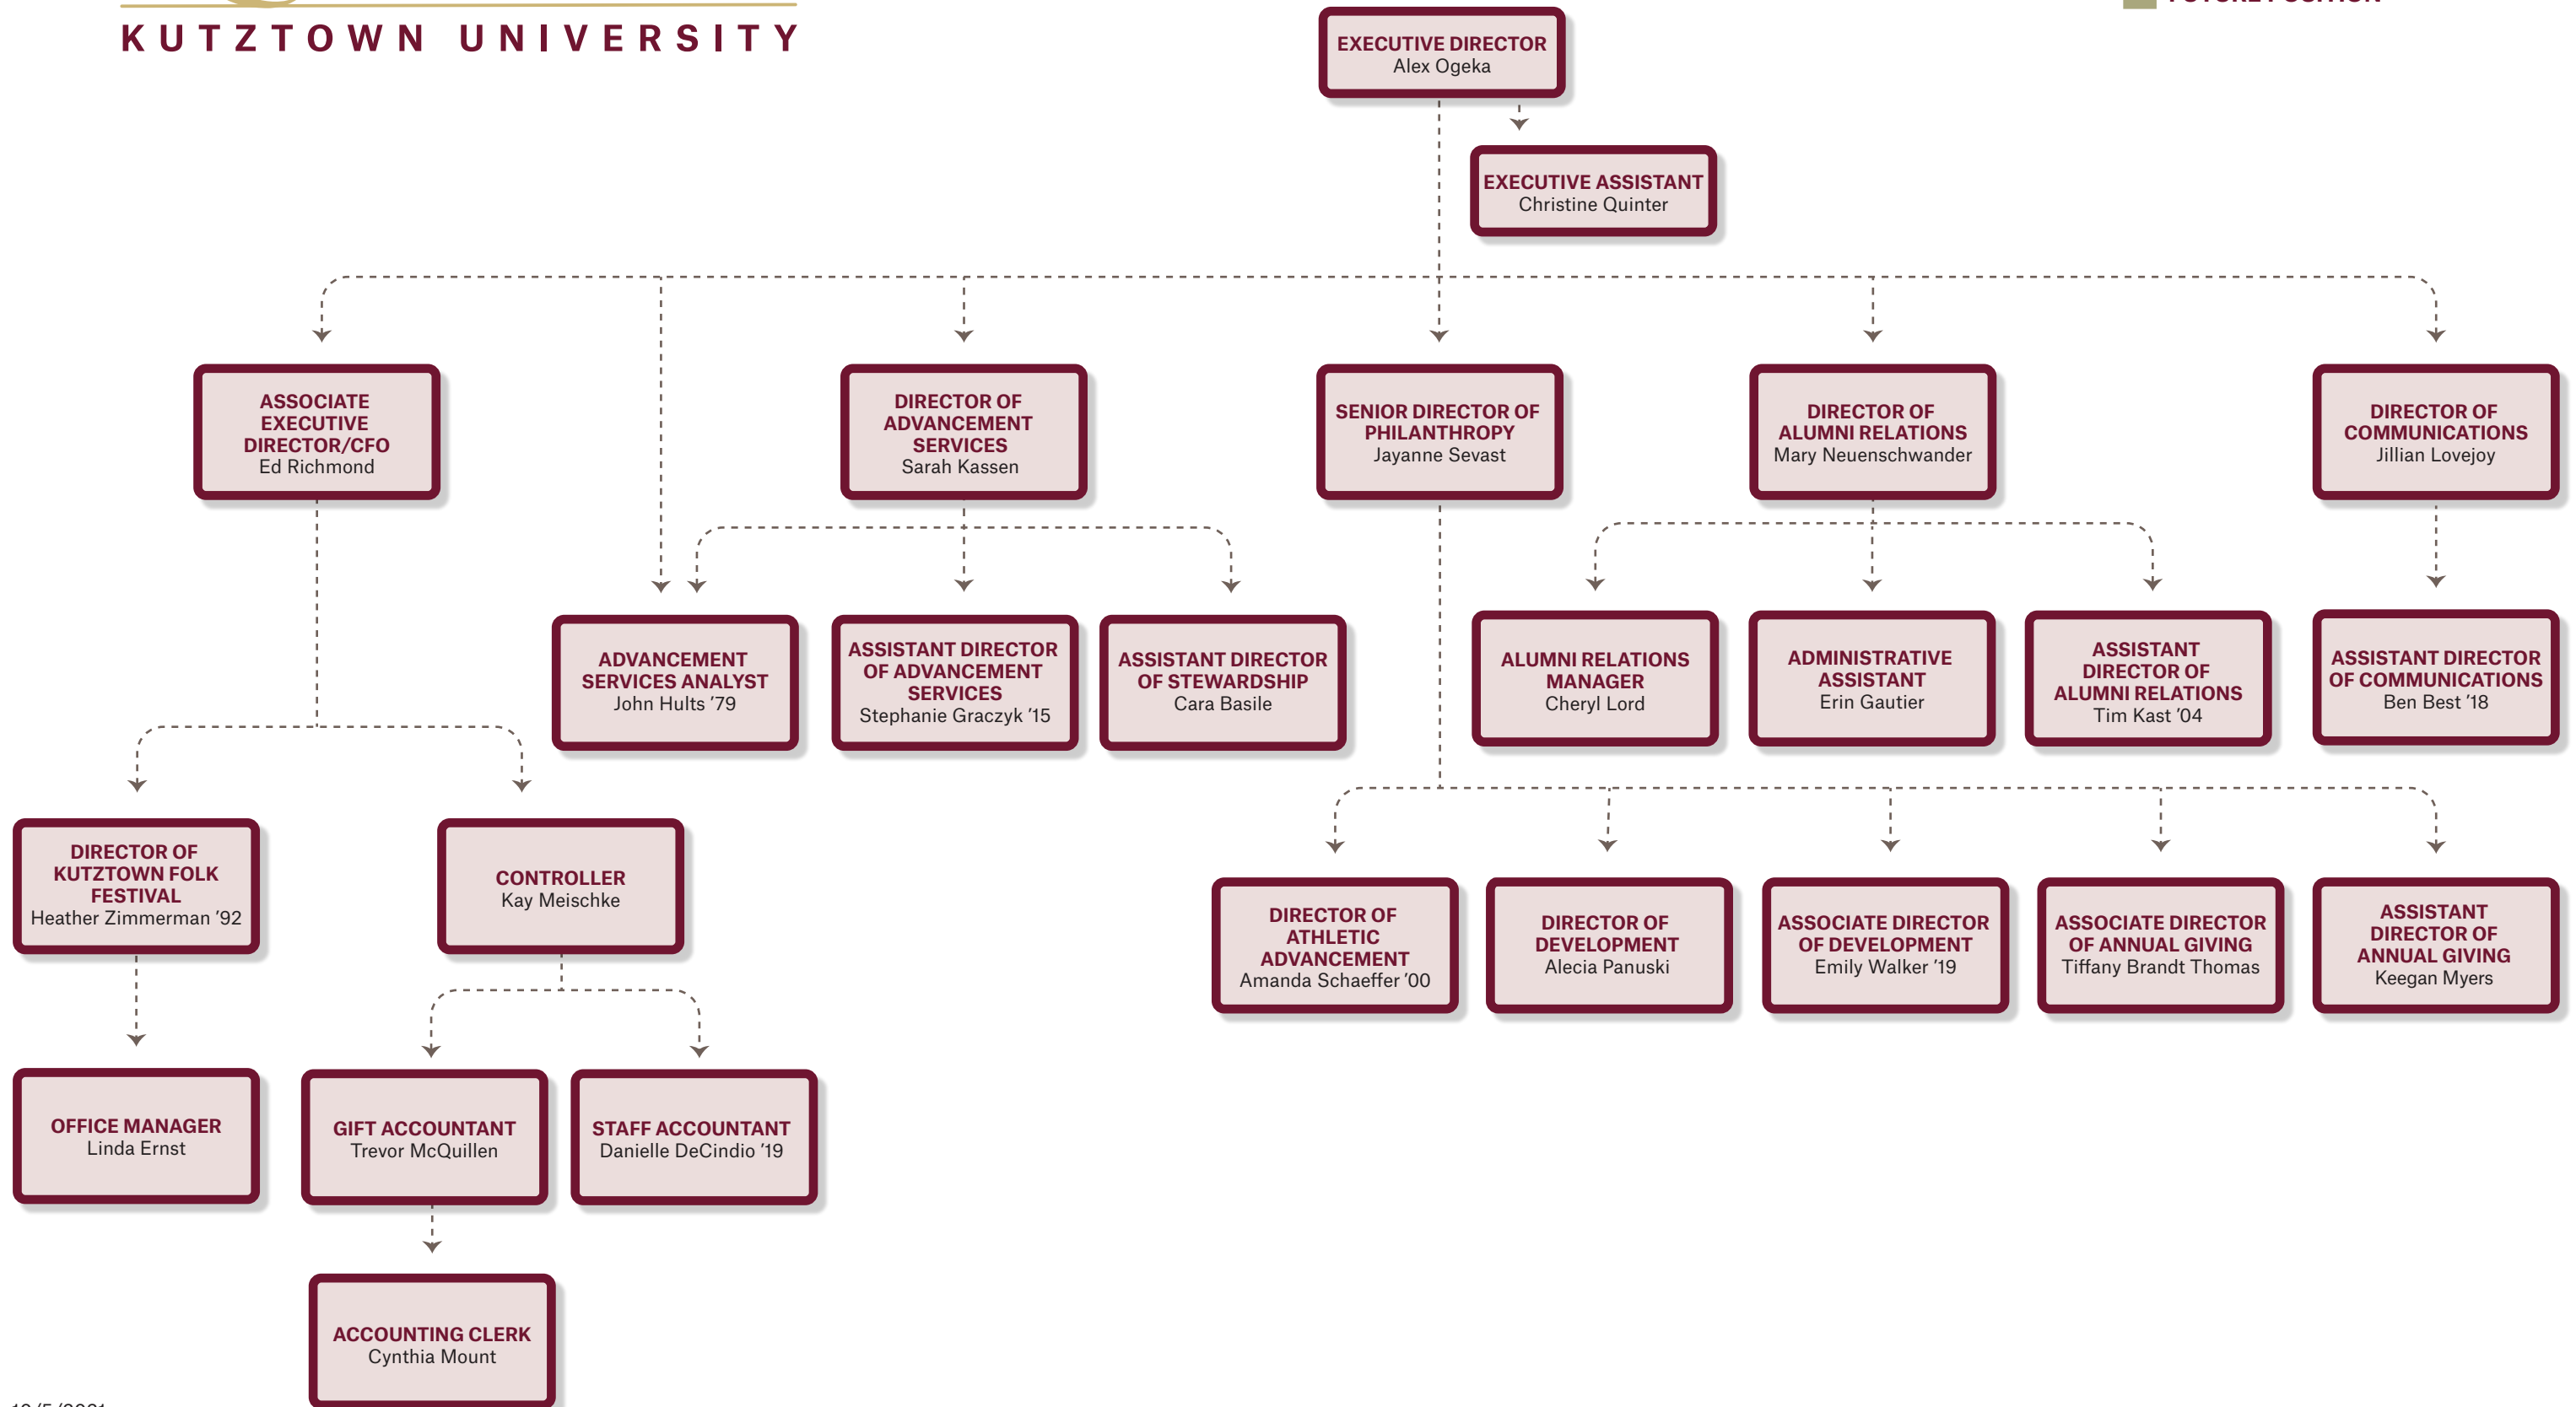 KUTZTOWN UNIVERSITY
FUTURE POSITION
EXECUTIVE DIRECTOR
Alex Ogeka
EXECUTIVE ASSISTANT
Christine Quinter
ASSOCIATE
EXECUTIVE
DIRECTOR/CFO
Ed Richmond
DIRECTOR OF
ADVANCEMENT
SERVICES
Sarah Kassen
SENIOR DIRECTOR OF
PHILANTHROPY
Jayanne Sevast
DIRECTOR OF
ALUMNI RELATIONS
Mary Neuenschwander
DIRECTOR OF
COMMUNICATIONS
Jillian Lovejoy
ADVANCEMENT
SERVICES ANALYST
John Hults ’79
ASSISTANT DIRECTOR
OF ADVANCEMENT
SERVICES
Stephanie Graczyk ’15
ASSISTANT DIRECTOR
OF STEWARDSHIP
Cara Basile
ALUMNI RELATIONS
MANAGER
Cheryl Lord
ADMINISTRATIVE
ASSISTANT
Erin Gautier
ASSISTANT
DIRECTOR OF
ALUMNI RELATIONS
Tim Kast ’04
ASSISTANT DIRECTOR
OF COMMUNICATIONS
Ben Best ’18
DIRECTOR OF
KUTZTOWN FOLK
FESTIVAL
Heather Zimmerman ’92
CONTROLLER
Kay Meischke
DIRECTOR OF
ATHLETIC
ADVANCEMENT
Amanda Schaeffer ’00
DIRECTOR OF
DEVELOPMENT
Alecia Panuski
ASSOCIATE DIRECTOR
OF DEVELOPMENT
Emily Walker ’19
ASSOCIATE DIRECTOR
OF ANNUAL GIVING
Tiffany Brandt Thomas
ASSISTANT
DIRECTOR OF
ANNUAL GIVING
Keegan Myers
OFFICE MANAGER
Linda Ernst
GIFT ACCOUNTANT
Trevor McQuillen
STAFF ACCOUNTANT
Danielle DeCindio ’19
ACCOUNTING CLERK
Cynthia Mount